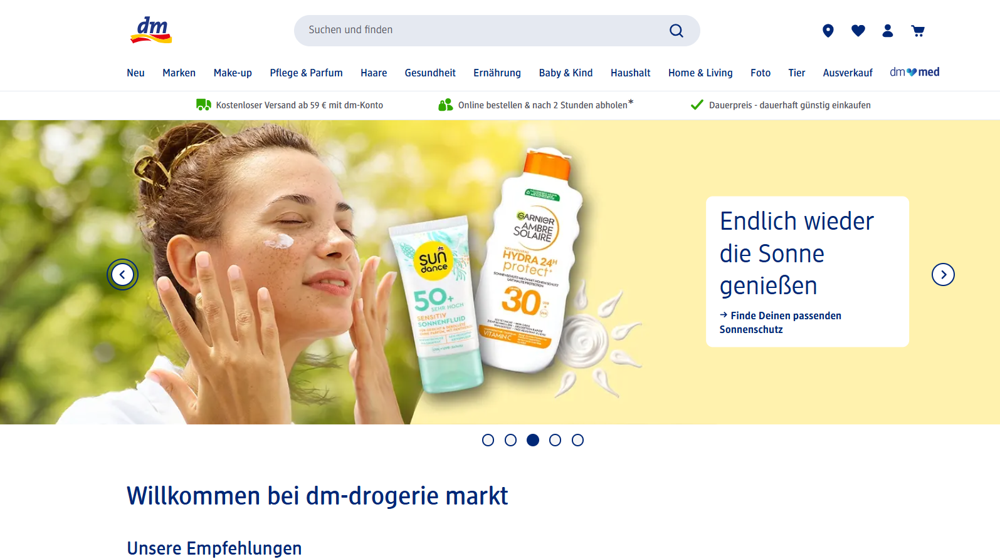 dm
Suchen und finden
Neu Marken Make-up Pflege & Parfum Haare Gesundheit Ernährung Baby & Kind Haushalt Home & Living Foto Tier Ausverkauf dm med
Kostenloser Versand ab 59 € mit dm-Konto
Online bestellen & nach 2 Stunden abholen*
Dauerpreis - dauerhaft günstig einkaufen
sun
dance
50+
SEHR HOCH
SENSITIV
SONNENFLUID
GARNIER
AMBRE
SOLAIRE
HYDRA 24H
protect+
30
VITAMIN C
Endlich wieder
die Sonne
genießen
→ Finde Deinen passenden
Sonnenschutz
Willkommen bei dm-drogerie markt
Unsere Empfehlungen